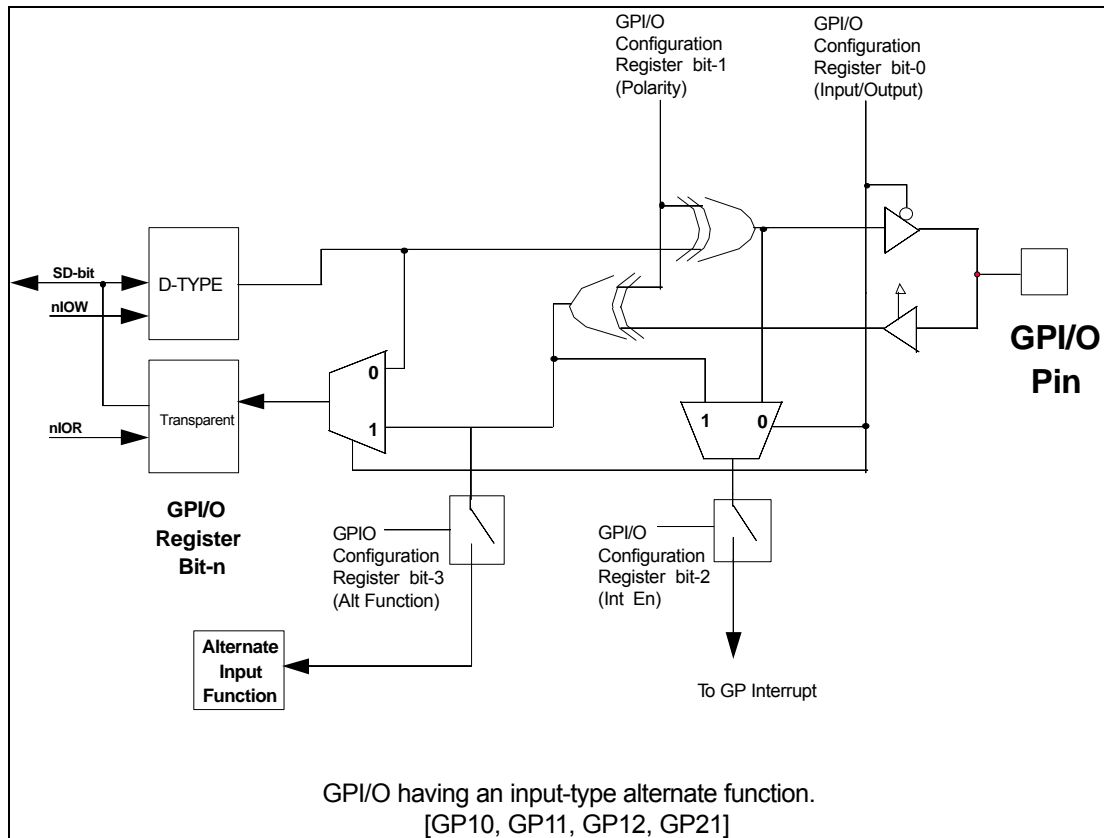 GPI/O
Configuration
Register bit-1
(Polarity)
GPI/O
Configuration
Register bit-0
(Input/Output)
SD-bit
D-TYPE
nIOW
GPI/O
Pin
0
1
Transparent
nIOR
1
0
GPI/O
Register
Bit-n
GPIO
Configuration
Register bit-3
(Alt Function)
GPI/O
Configuration
Register bit-2
(Int En)
Alternate
Input
Function
To GP Interrupt
GPI/O having an input-type alternate function.
[GP10, GP11, GP12, GP21]